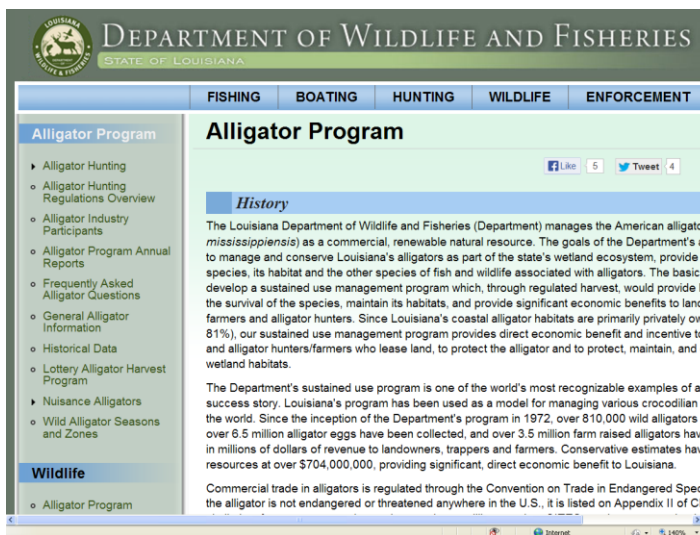 LOUISIANA
WILDLIFE & FISHERIES
DEPARTMENT OF WILDLIFE AND FISHERIES
STATE OF LOUISIANA
FISHING BOATING HUNTING WILDLIFE ENFORCEMENT
Alligator Program
Alligator Hunting
Alligator Hunting
Regulations Overview
Alligator Industry
Participants
Alligator Program Annual
Reports
Frequently Asked
Alligator Questions
General Alligator
Information
Historical Data
Lottery Alligator Harvest
Program
Nuisance Alligators
Wild Alligator Seasons
and Zones
Wildlife
Alligator Program
Alligator Program
Like 5 Tweet 4
History
The Louisiana Department of Wildlife and Fisheries (Department) manages the American alligato
mississippiensis) as a commercial, renewable natural resource. The goals of the Department's a
to manage and conserve Louisiana's alligators as part of the state's wetland ecosystem, provide
species, its habitat and the other species of fish and wildlife associated with alligators. The basic
develop a sustained use management program which, through regulated harvest, would provide
the survival of the species, maintain its habitats, and provide significant economic benefits to land
farmers and alligator hunters. Since Louisiana's coastal alligator habitats are primarily privately ow
81%), our sustained use management program provides direct economic benefit and incentive to
and alligator hunters/farmers who lease land, to protect the alligator and to protect, maintain, and
wetland habitats.
The Department's sustained use program is one of the world's most recognizable examples of a
success story. Louisiana's program has been used as a model for managing various crocodilian
the world. Since the inception of the Department's program in 1972, over 810,000 wild alligators
over 6.5 million alligator eggs have been collected, and over 3.5 million farm raised alligators hav
in millions of dollars of revenue to landowners, trappers and farmers. Conservative estimates hav
resources at over $704,000,000, providing significant, direct economic benefit to Louisiana.
Commercial trade in alligators is regulated through the Convention on Trade in Endangered Spec
the alligator is not endangered or threatened anywhere in the U.S., it is listed on Appendix II of C
Internet 140%